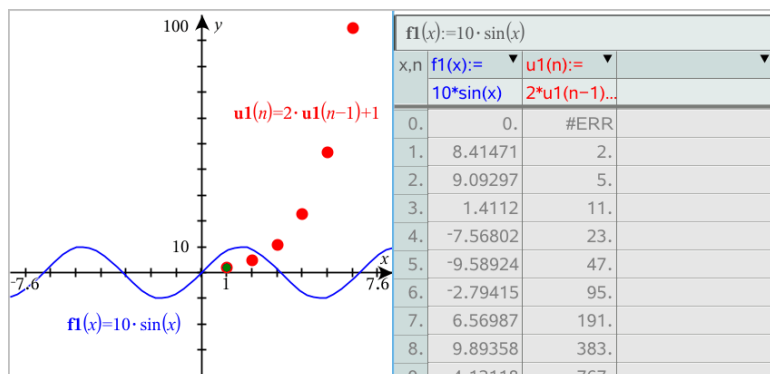 100
y
u1(n)=2·u1(n−1)+1
10
x
-7.6
1
7.6
f1(x)=10·sin(x)
f1(x):=10·sin(x)
x,n f1(x):= ▼ u1(n):= ▼ ▼
10*sin(x) 2*u1(n−1)...
0. 0. #ERR
1. 8.41471 2.
2. 9.09297 5.
3. 1.4112 11.
4. -7.56802 23.
5. -9.58924 47.
6. -2.79415 95.
7. 6.56987 191.
8. 9.89358 383.